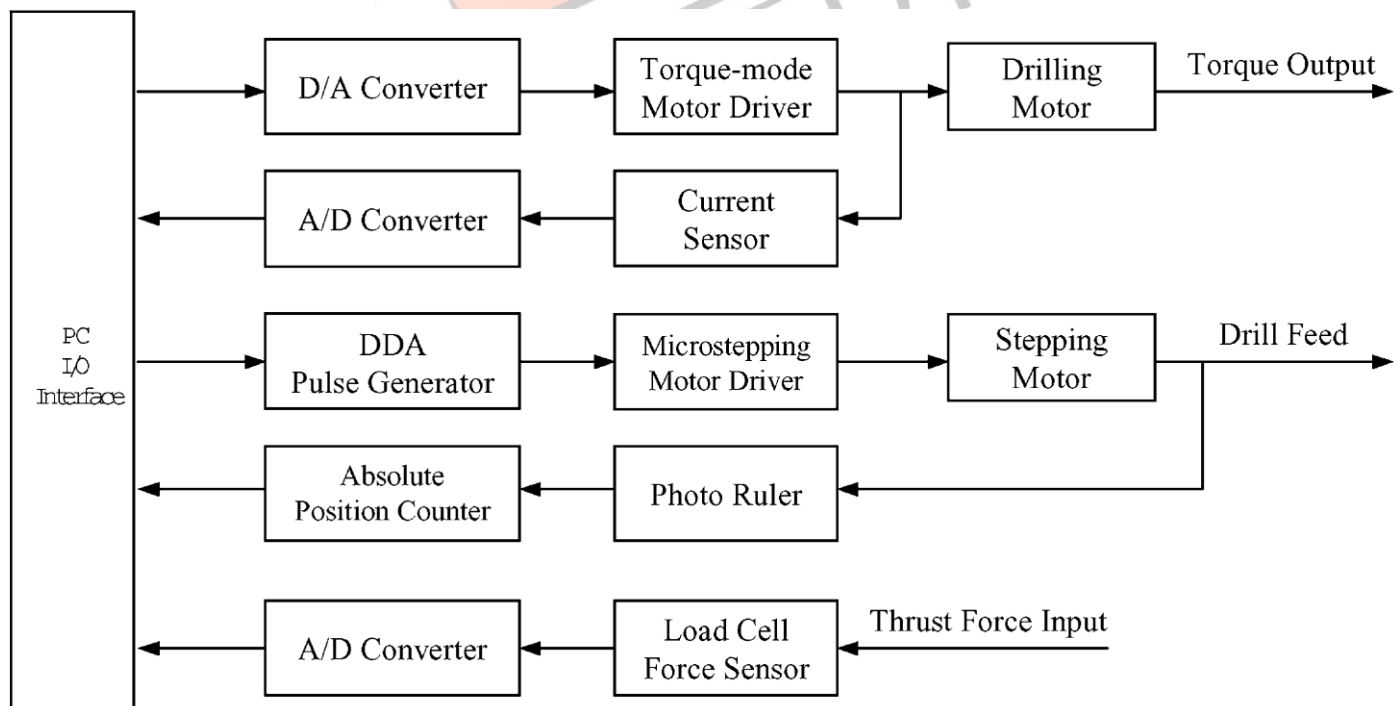 D/A Converter
Torque-mode
Motor Driver
Drilling
Motor
Torque Output
A/D Converter
Current
Sensor
PC
I/O
Interface
DDA
Pulse Generator
Microstepping
Motor Driver
Stepping
Motor
Drill Feed
Absolute
Position Counter
Photo Ruler
A/D Converter
Load Cell
Force Sensor
Thrust Force Input